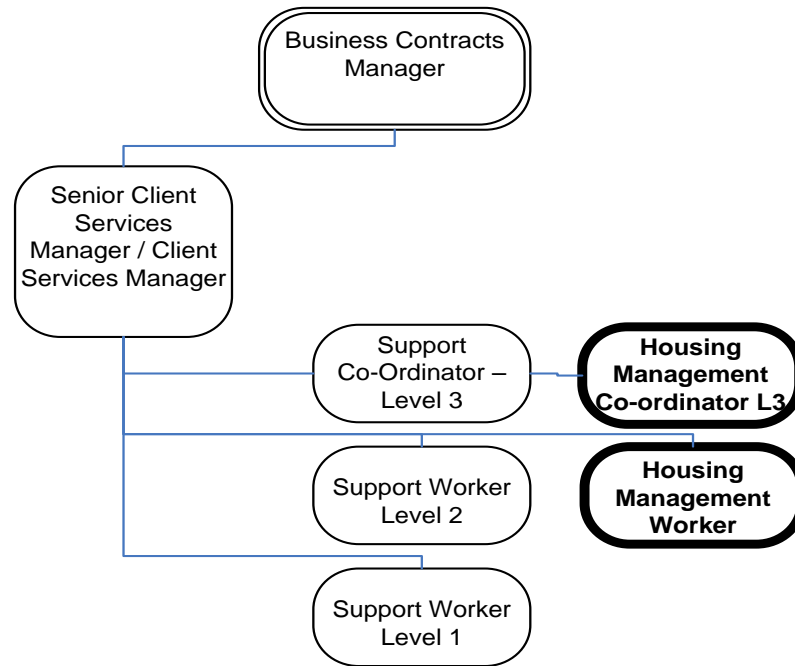 Business Contracts
Manager
Senior Client
Services
Manager / Client
Services Manager
Support
Co-Ordinator –
Level 3
Housing
Management
Co-ordinator L3
Support Worker
Level 2
Housing
Management
Worker
Support Worker
Level 1